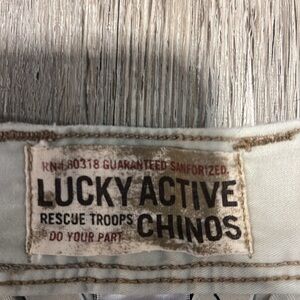 RN#80318 GUARANTEED SANFORIZED.
LUCKY ACTIVE
RESCUE TROOPS CHINOS
DO YOUR PART